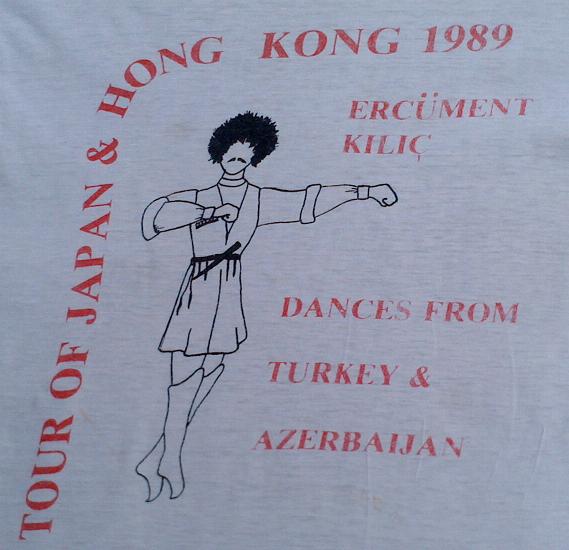 TOUR OF JAPAN & HONG KONG 1989
ERCÜMENT
KILIÇ
DANCES FROM
TURKEY &
AZERBAIJAN